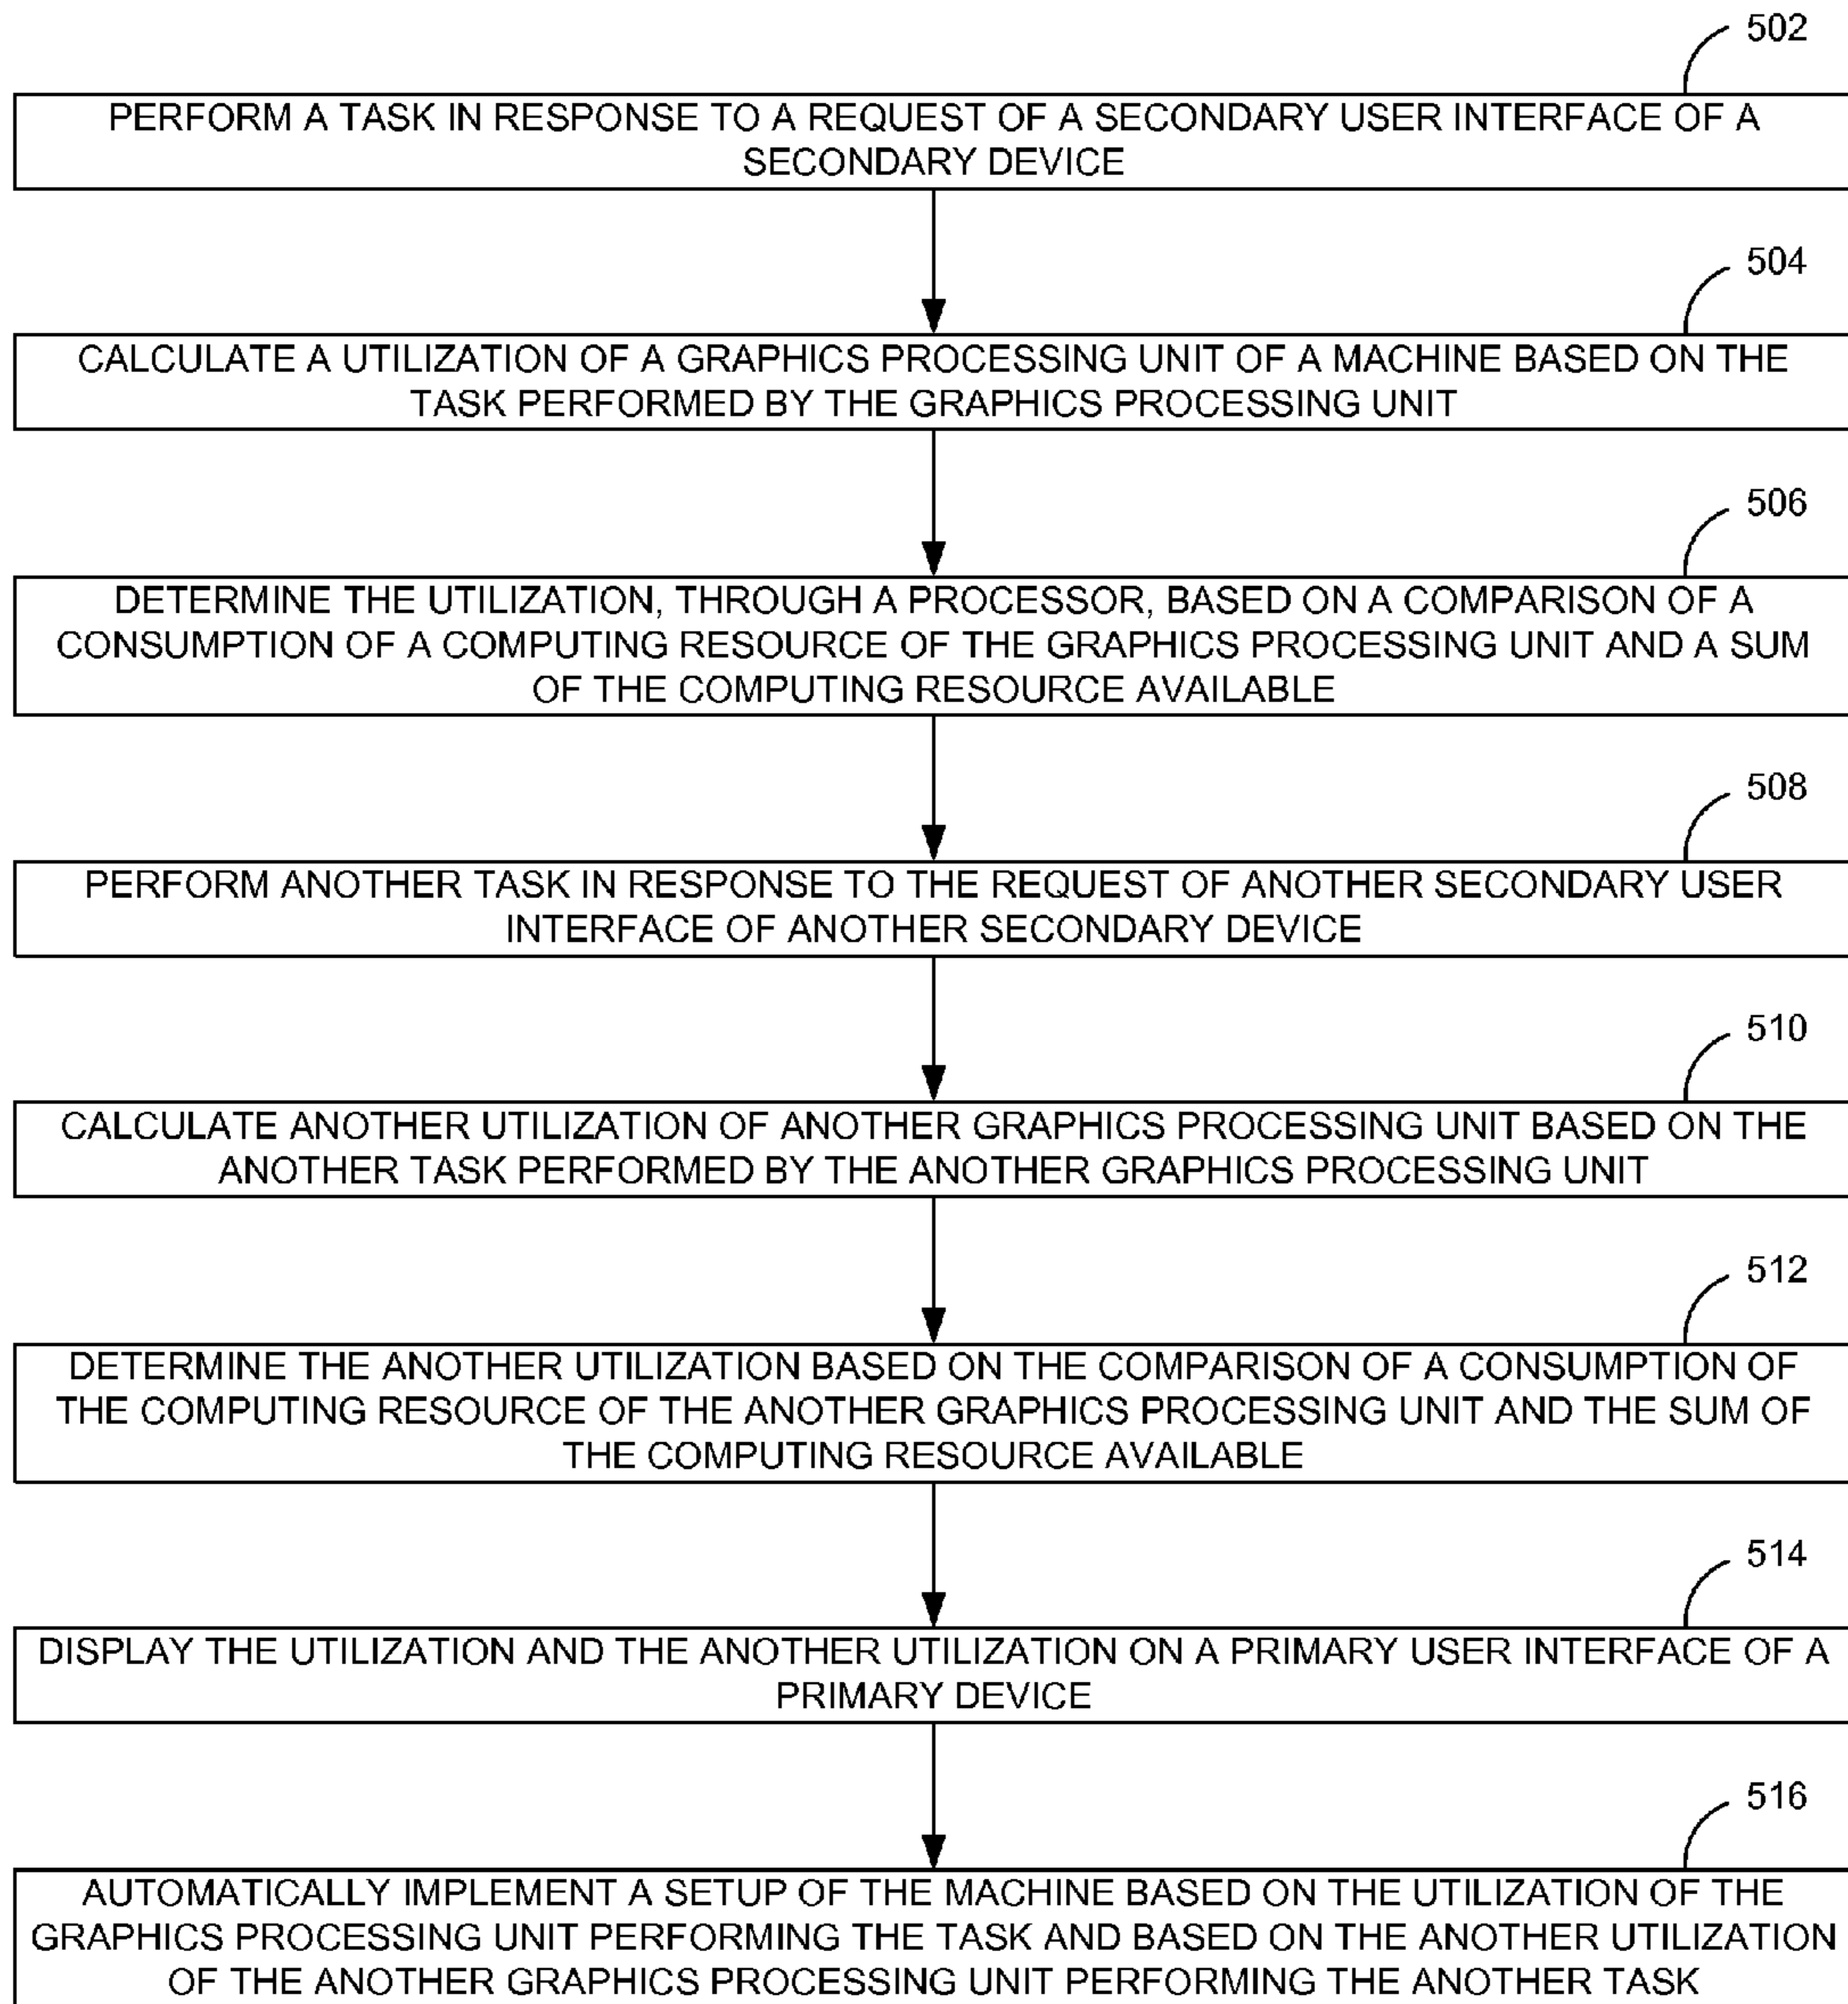 502
PERFORM A TASK IN RESPONSE TO A REQUEST OF A SECONDARY USER INTERFACE OF A
SECONDARY DEVICE
504
CALCULATE A UTILIZATION OF A GRAPHICS PROCESSING UNIT OF A MACHINE BASED ON THE
TASK PERFORMED BY THE GRAPHICS PROCESSING UNIT
506
DETERMINE THE UTILIZATION, THROUGH A PROCESSOR, BASED ON A COMPARISON OF A
CONSUMPTION OF A COMPUTING RESOURCE OF THE GRAPHICS PROCESSING UNIT AND A SUM
OF THE COMPUTING RESOURCE AVAILABLE
508
PERFORM ANOTHER TASK IN RESPONSE TO THE REQUEST OF ANOTHER SECONDARY USER
INTERFACE OF ANOTHER SECONDARY DEVICE
510
CALCULATE ANOTHER UTILIZATION OF ANOTHER GRAPHICS PROCESSING UNIT BASED ON THE
ANOTHER TASK PERFORMED BY THE ANOTHER GRAPHICS PROCESSING UNIT
512
DETERMINE THE ANOTHER UTILIZATION BASED ON THE COMPARISON OF A CONSUMPTION OF
THE COMPUTING RESOURCE OF THE ANOTHER GRAPHICS PROCESSING UNIT AND THE SUM OF
THE COMPUTING RESOURCE AVAILABLE
514
DISPLAY THE UTILIZATION AND THE ANOTHER UTILIZATION ON A PRIMARY USER INTERFACE OF A
PRIMARY DEVICE
516
AUTOMATICALLY IMPLEMENT A SETUP OF THE MACHINE BASED ON THE UTILIZATION OF THE
GRAPHICS PROCESSING UNIT PERFORMING THE TASK AND BASED ON THE ANOTHER UTILIZATION
OF THE ANOTHER GRAPHICS PROCESSING UNIT PERFORMING THE ANOTHER TASK